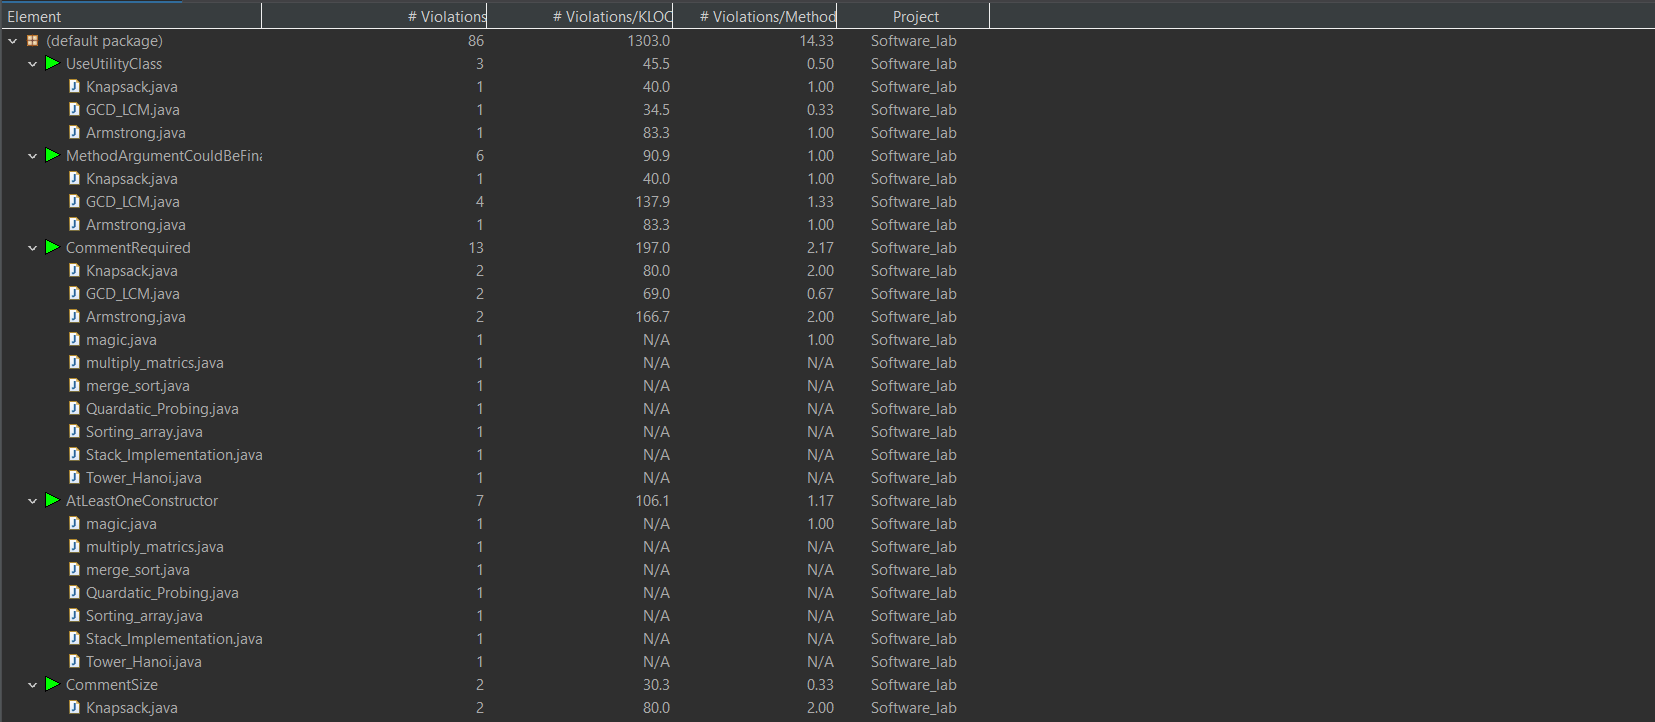 Element # Violations # Violations/KLOC # Violations/Method Project
(default package) 86 1303.0 14.33 Software_lab
UseUtilityClass 3 45.5 0.50 Software_lab
Knapsack.java 1 40.0 1.00 Software_lab
GCD_LCM.java 1 34.5 0.33 Software_lab
Armstrong.java 1 83.3 1.00 Software_lab
MethodArgumentCouldBeFina 6 90.9 1.00 Software_lab
Knapsack.java 1 40.0 1.00 Software_lab
GCD_LCM.java 4 137.9 1.33 Software_lab
Armstrong.java 1 83.3 1.00 Software_lab
CommentRequired 13 197.0 2.17 Software_lab
Knapsack.java 2 80.0 2.00 Software_lab
GCD_LCM.java 2 69.0 0.67 Software_lab
Armstrong.java 2 166.7 2.00 Software_lab
magic.java 1 N/A 1.00 Software_lab
multiply_matrics.java 1 N/A N/A Software_lab
merge_sort.java 1 N/A N/A Software_lab
Quardatic_Probing.java 1 N/A N/A Software_lab
Sorting_array.java 1 N/A N/A Software_lab
Stack_Implementation.java 1 N/A N/A Software_lab
Tower_Hanoi.java 1 N/A N/A Software_lab
AtLeastOneConstructor 7 106.1 1.17 Software_lab
magic.java 1 N/A 1.00 Software_lab
multiply_matrics.java 1 N/A N/A Software_lab
merge_sort.java 1 N/A N/A Software_lab
Quardatic_Probing.java 1 N/A N/A Software_lab
Sorting_array.java 1 N/A N/A Software_lab
Stack_Implementation.java 1 N/A N/A Software_lab
Tower_Hanoi.java 1 N/A N/A Software_lab
CommentSize 2 30.3 0.33 Software_lab
Knapsack.java 2 80.0 2.00 Software_lab